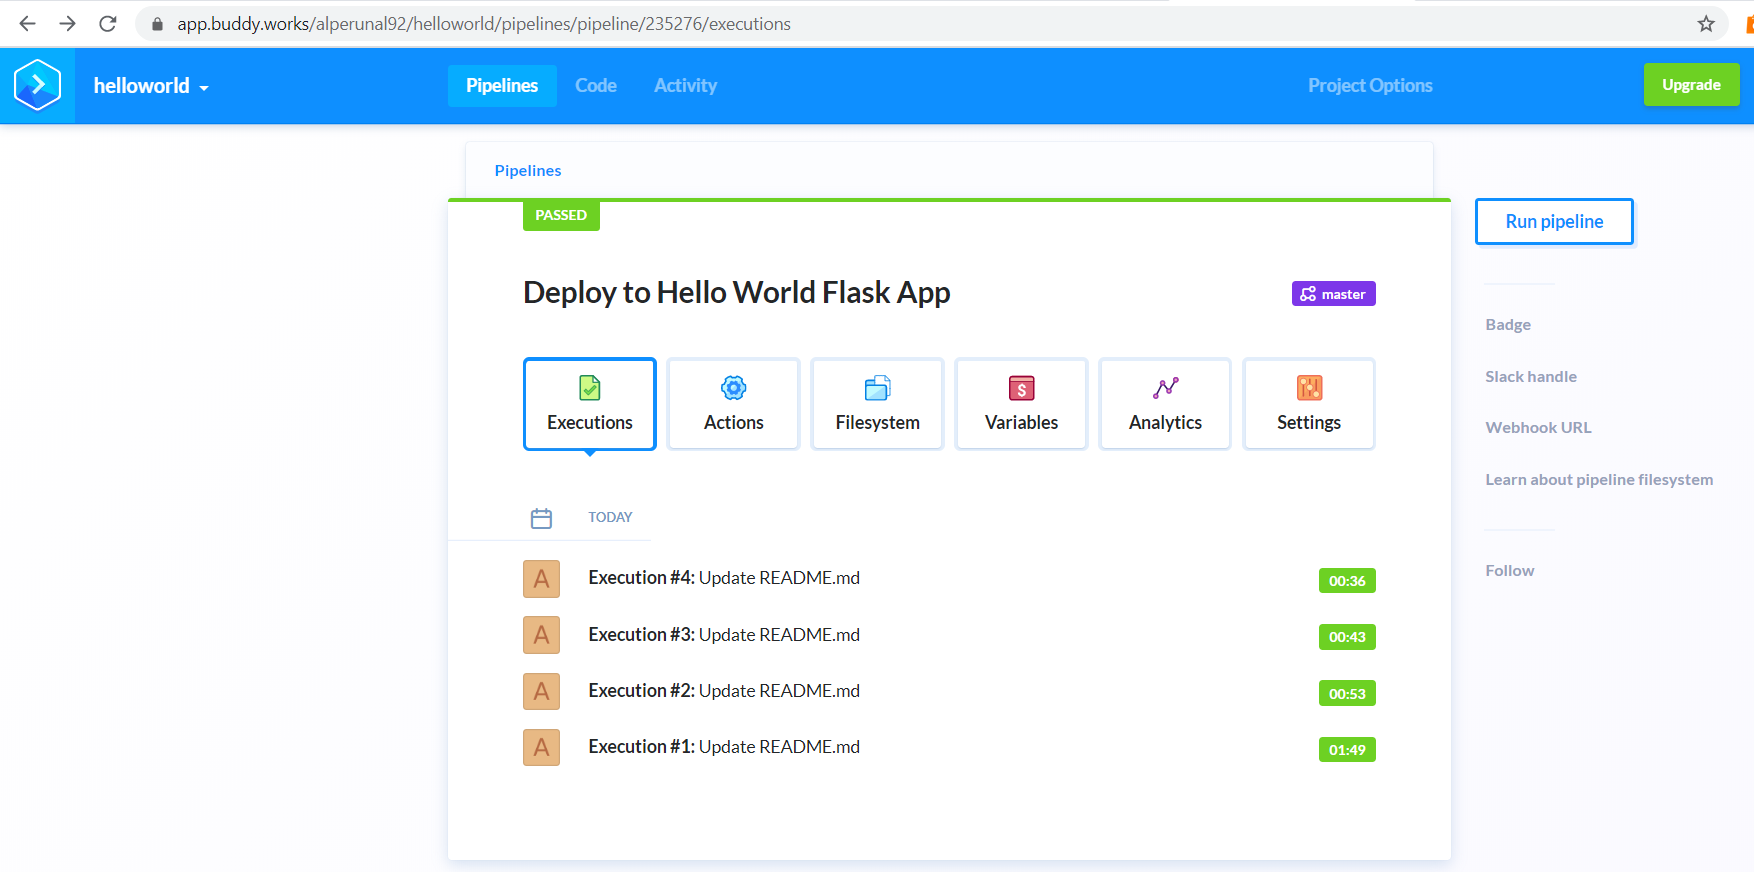 app.buddy.works/alperunal92/helloworld/pipelines/pipeline/235276/executions
helloworld
Pipelines Code Activity Project Options Upgrade
Pipelines
PASSED
Run pipeline
Deploy to Hello World Flask App
master
Executions Actions Filesystem Variables Analytics Settings
Badge
Slack handle
Webhook URL
Learn about pipeline filesystem
Follow
TODAY
A Execution #4: Update README.md 00:36
A Execution #3: Update README.md 00:43
A Execution #2: Update README.md 00:53
A Execution #1: Update README.md 01:49